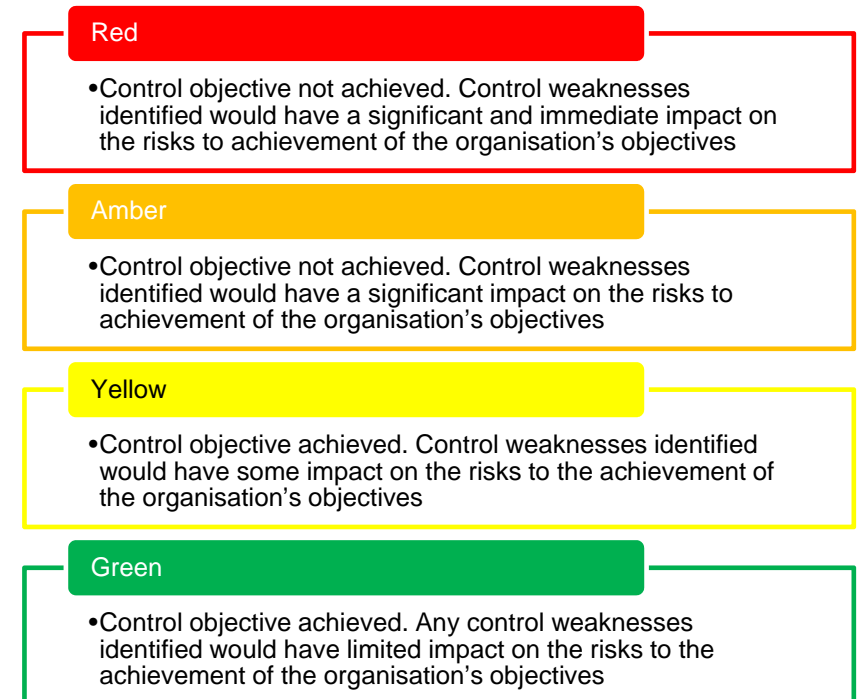 Red
•Control objective not achieved. Control weaknesses
identified would have a significant and immediate impact on
the risks to achievement of the organisation’s objectives
Amber
•Control objective not achieved. Control weaknesses
identified would have a significant impact on the risks to
achievement of the organisation’s objectives
Yellow
•Control objective achieved. Control weaknesses identified
would have some impact on the risks to the achievement of
the organisation’s objectives
Green
•Control objective achieved. Any control weaknesses
identified would have limited impact on the risks to the
achievement of the organisation’s objectives